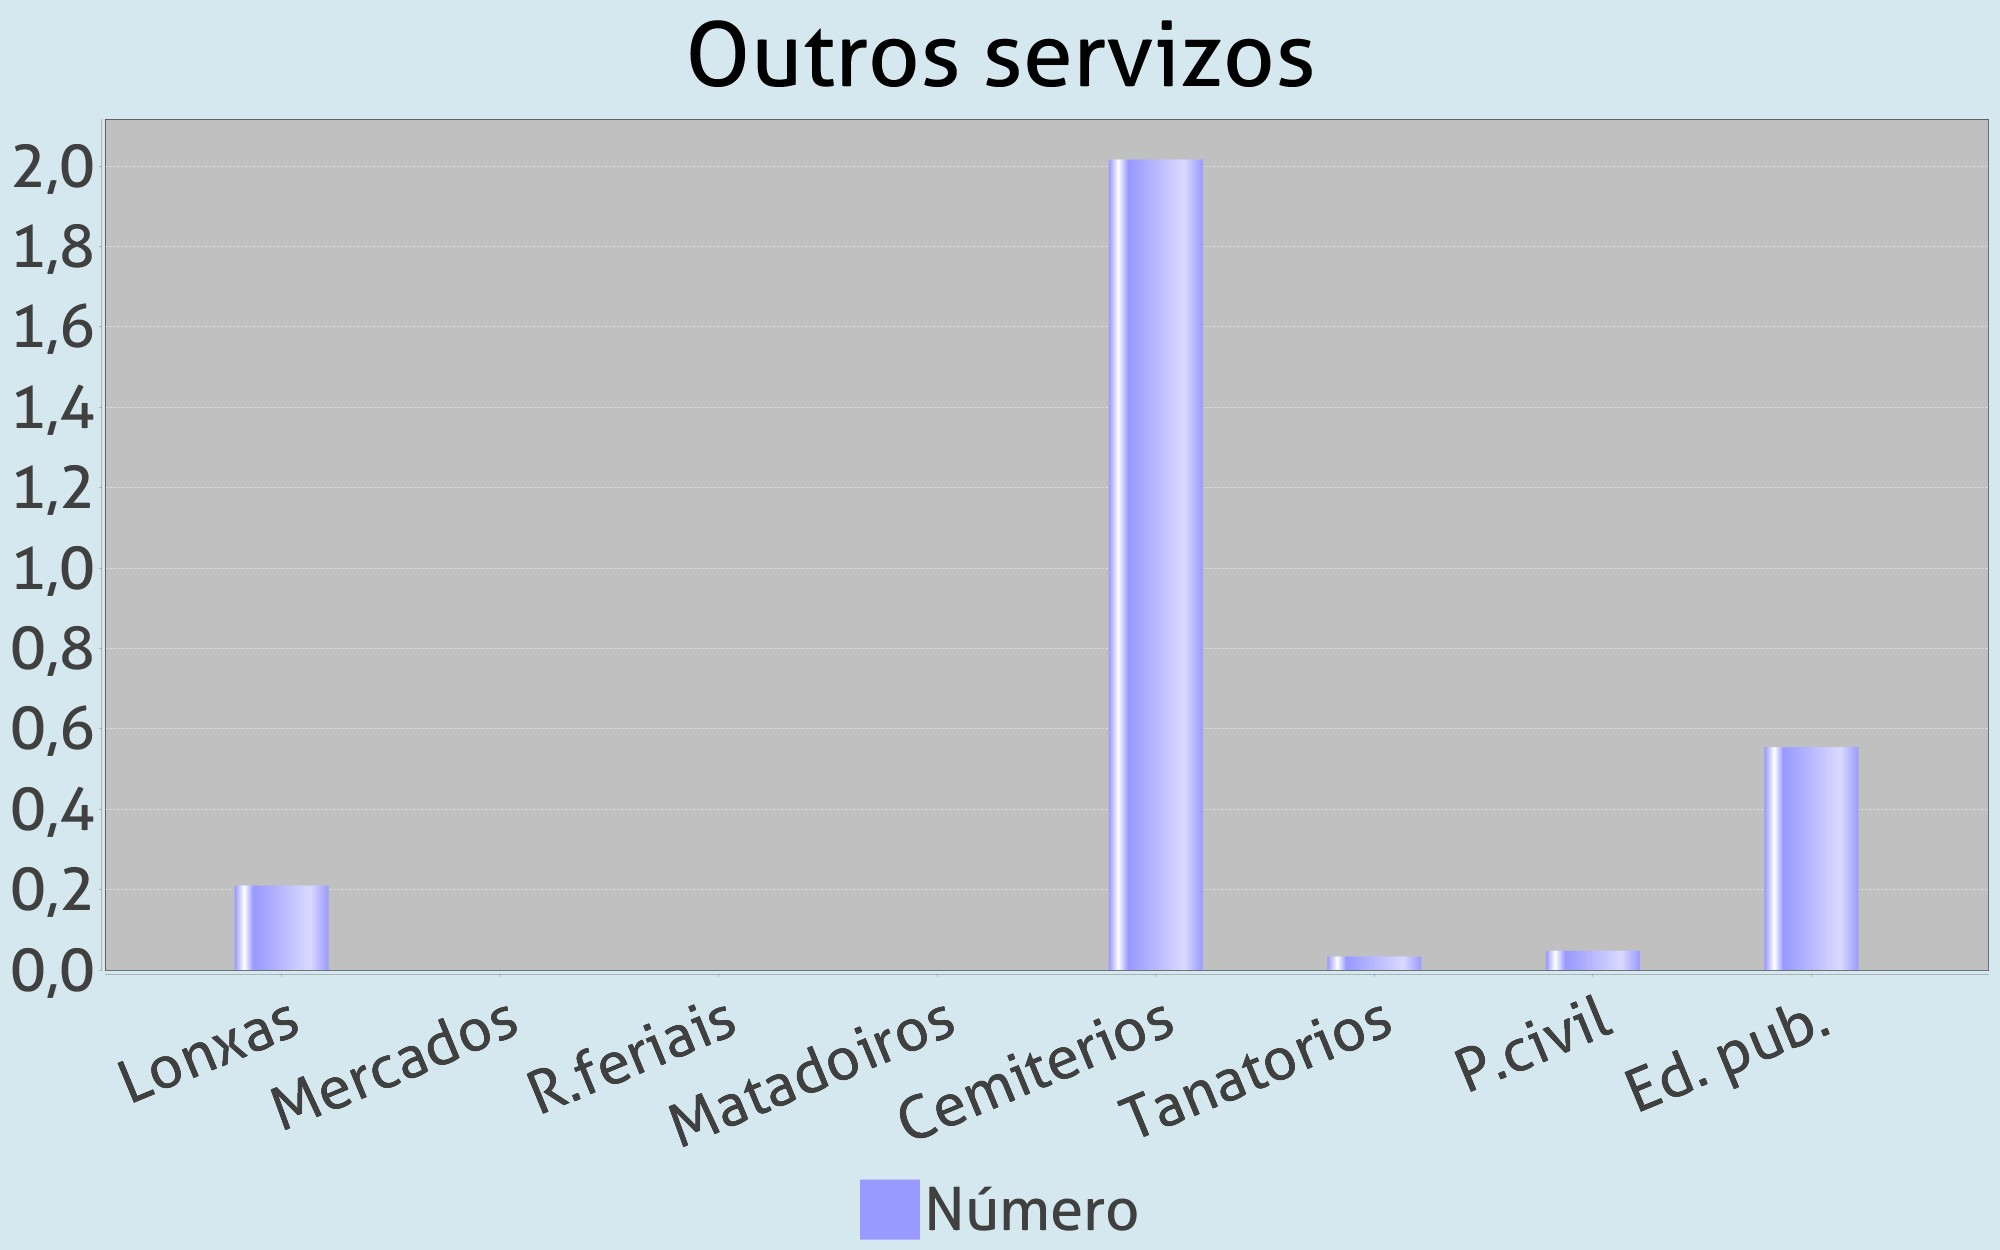 Outros servizos
2,0
1,8
1,6
1,4
1,2
1,0
0,8
0,6
0,4
0,2
0,0
Lonxas
Mercados
R.feriais
Matadoiros
Cemiterios
Tanatorios
P.civil
Ed. pub.
Número